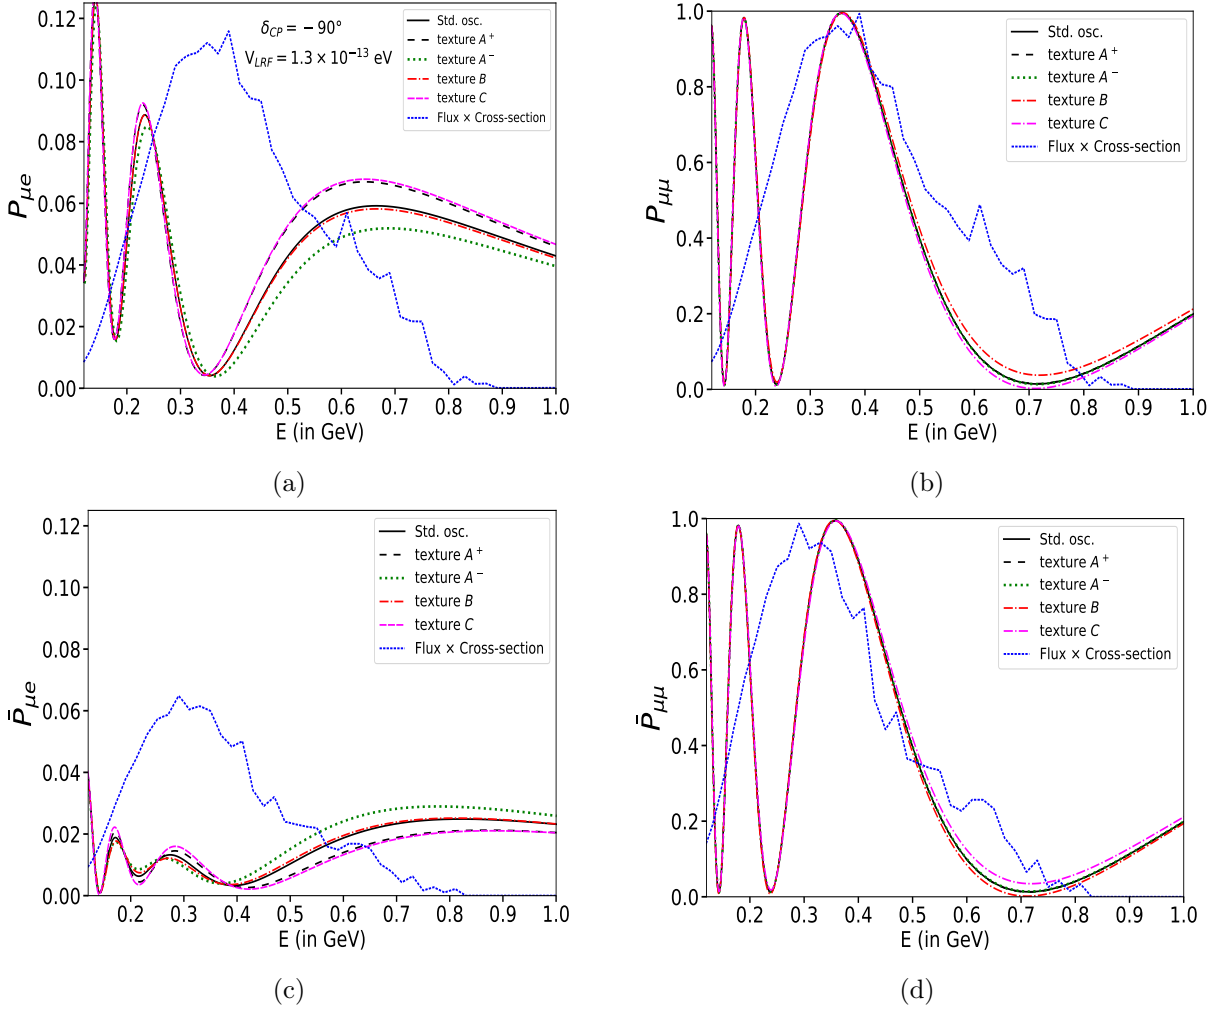 δCP = −90°
VLRF = 1.3 × 10−13 eV
Std. osc.
texture A+
texture A−
texture B
texture C
Flux × Cross-section
Pμe
0.12
0.10
0.08
0.06
0.04
0.02
0.00
0.2 0.3 0.4 0.5 0.6 0.7 0.8 0.9 1.0
E (in GeV)
(a)
Std. osc.
texture A+
texture A−
texture B
texture C
Flux × Cross-section
Pμμ
1.0
0.8
0.6
0.4
0.2
0.0
0.2 0.3 0.4 0.5 0.6 0.7 0.8 0.9 1.0
E (in GeV)
(b)
Std. osc.
texture A+
texture A−
texture B
texture C
Flux × Cross-section
P̄μe
0.12
0.10
0.08
0.06
0.04
0.02
0.00
0.2 0.3 0.4 0.5 0.6 0.7 0.8 0.9 1.0
E (in GeV)
(c)
Std. osc.
texture A+
texture A−
texture B
texture C
Flux × Cross-section
P̄μμ
1.0
0.8
0.6
0.4
0.2
0.0
0.2 0.3 0.4 0.5 0.6 0.7 0.8 0.9 1.0
E (in GeV)
(d)